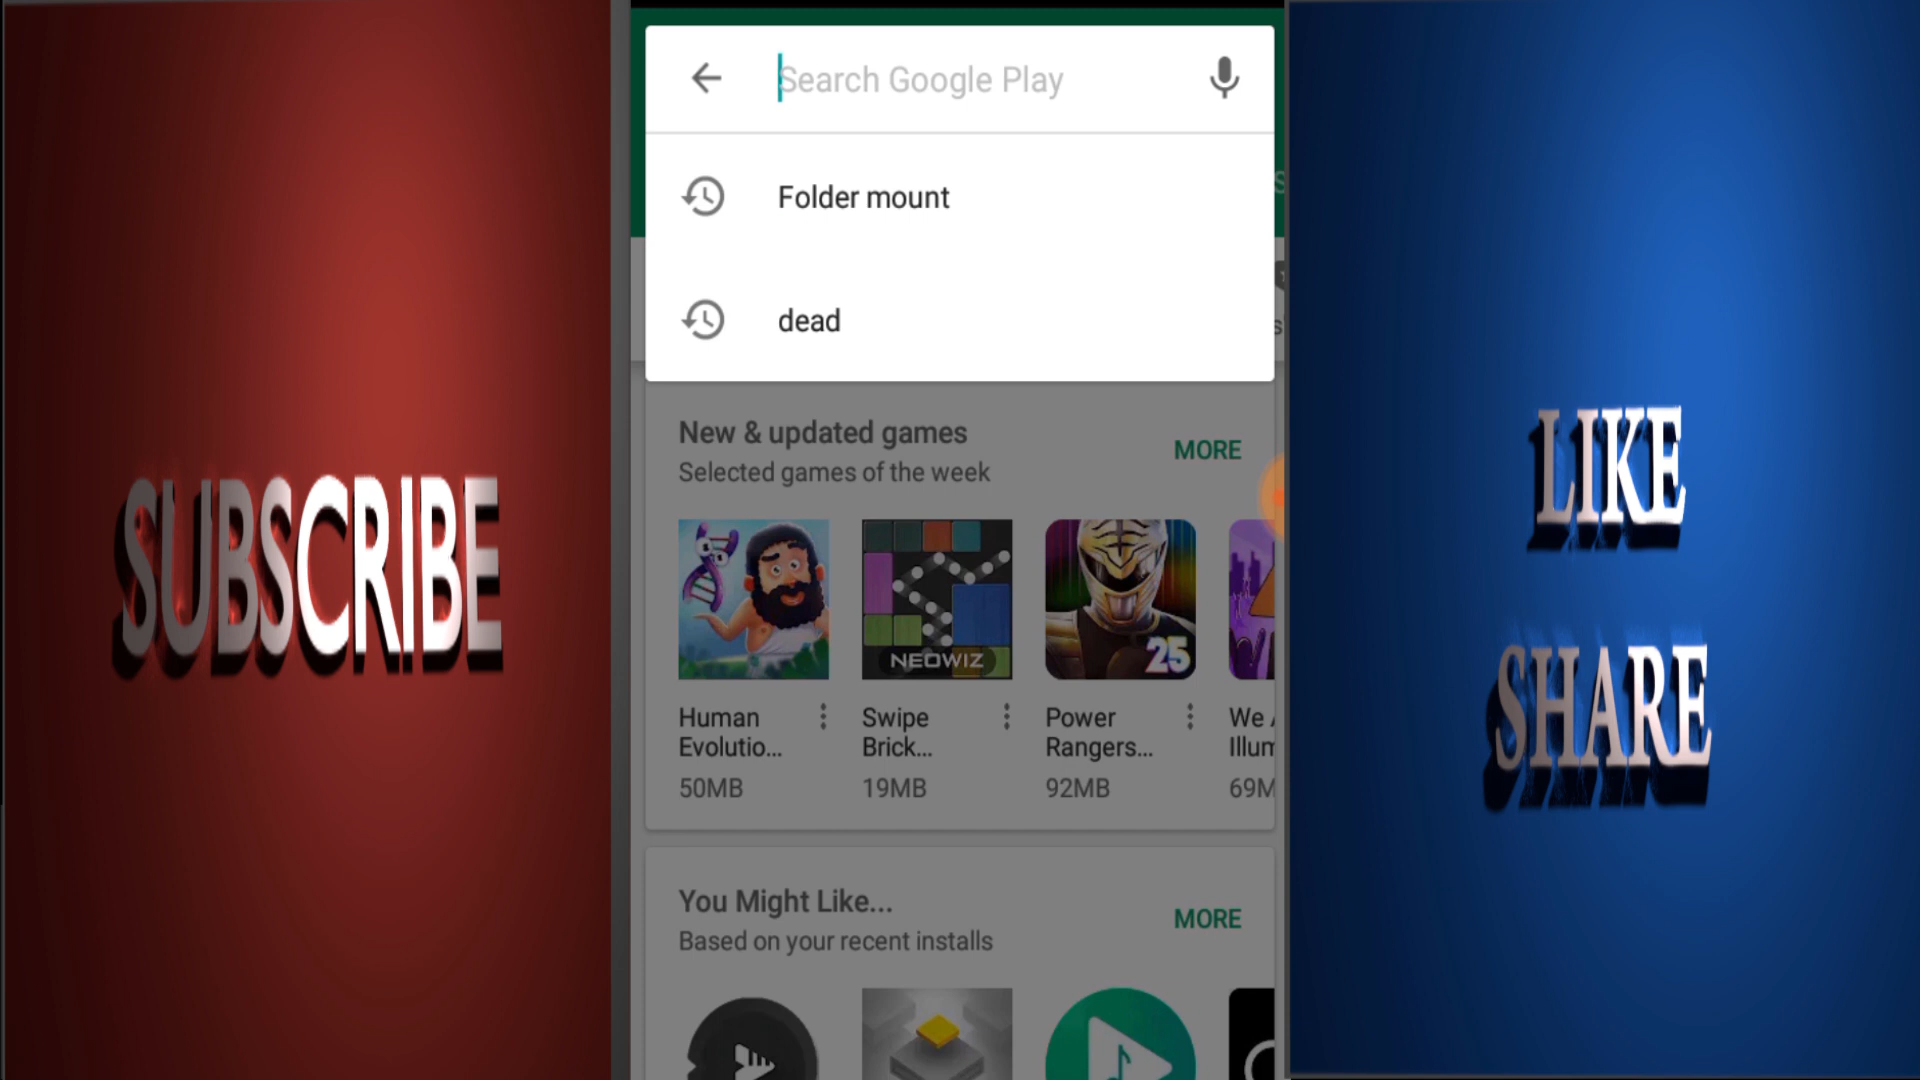 SUBSCRIBE
Search Google Play
Folder mount
dead
New & updated games
MORE
Selected games of the week
NEOWIZ
25
Human
Evolutio...
50MB
Swipe
Brick...
19MB
Power
Rangers...
92MB
We
Illum
69M
You Might Like...
MORE
Based on your recent installs
LIKE
SHARE